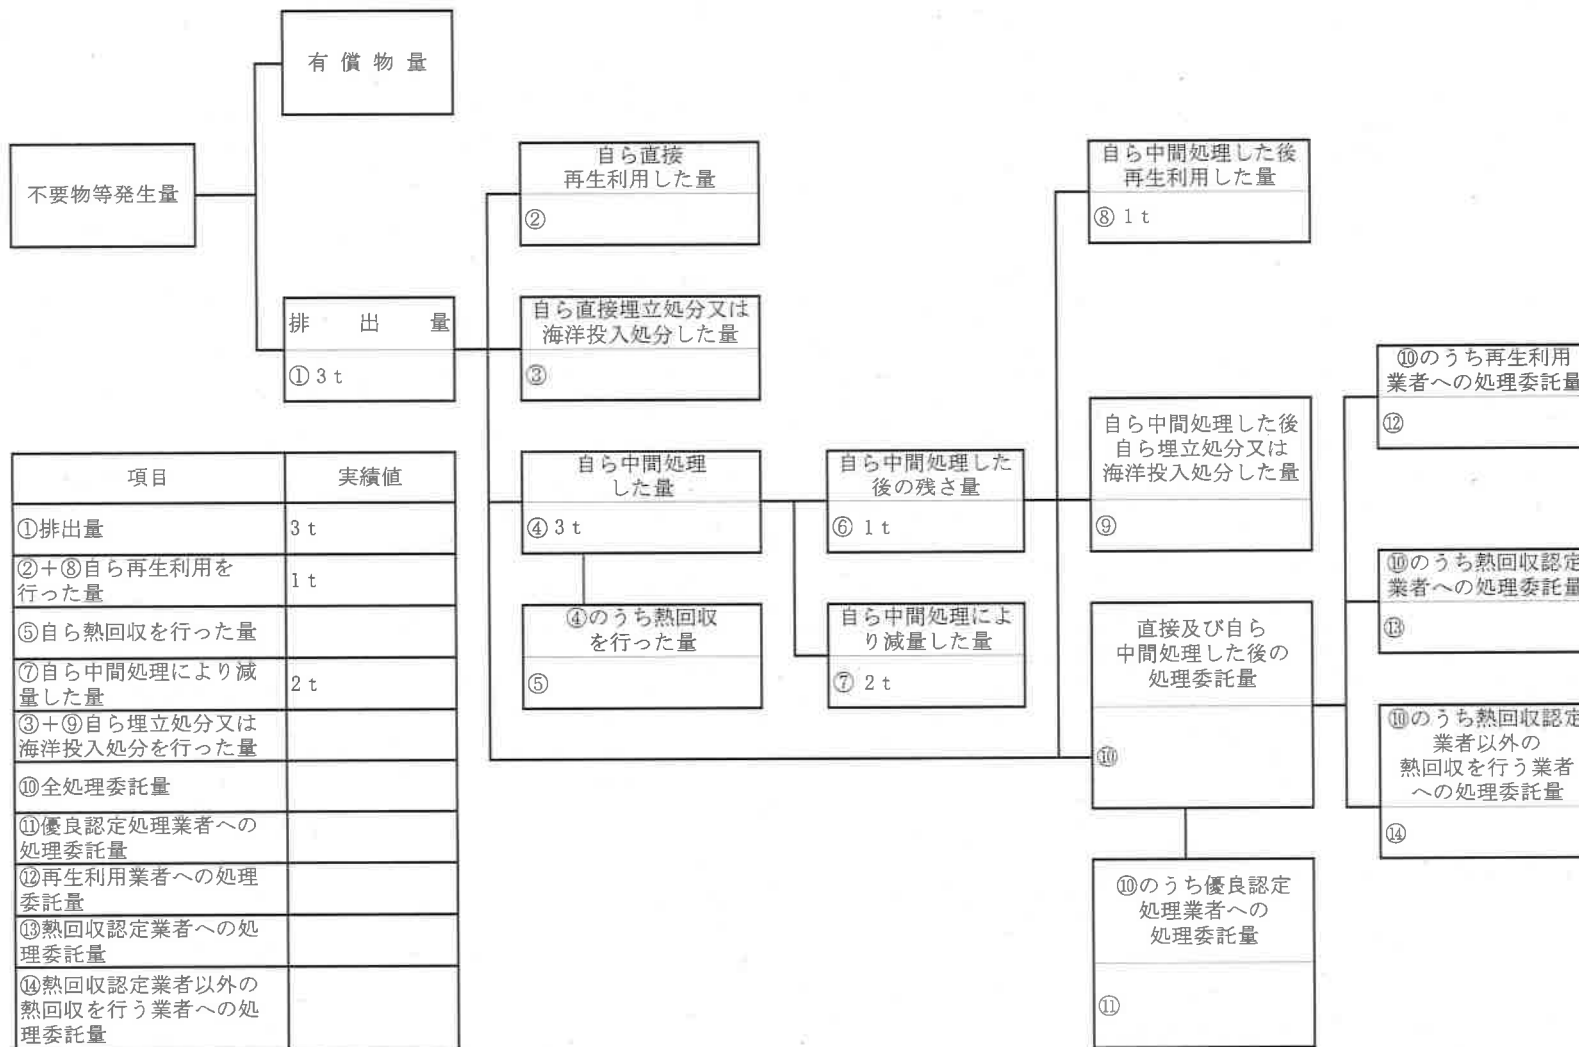 有償物量
不要物等発生量
排出量
①3t
自ら直接
再生利用した量
②
自ら直接埋立処分又は
海洋投入処分した量
③
自ら中間処理
した量
④3t
④のうち熱回収
を行った量
⑤
自ら中間処理した
後の残さ量
⑥ 1t
自ら中間処理によ
り減量した量
⑦ 2t
自ら中間処理した後
再生利用した量
⑧ 1t
自ら中間処理した後
自ら埋立処分又は
海洋投入処分した量
⑨
直接及び自ら
中間処理した後の
処理委託量
⑩
⑩のうち優良認定
処理業者への
処理委託量
⑪
⑩のうち再生利用
業者への処理委託量
⑫
⑩のうち熱回収認定
業者への処理委託量
⑬
⑩のうち熱回収認定
業者以外の
熱回収を行う業者
への処理委託量
⑭
項目 実績値
①排出量 3t
②+⑧自ら再生利用を
行った量 1t
⑤自ら熱回収を行った量
⑦自ら中間処理により減
量した量 2t
③+⑨自ら埋立処分又は
海洋投入処分を行った量
⑩全処理委託量
⑪優良認定処理業者への
処理委託量
⑫再生利用業者への処理
委託量
⑬熱回収認定業者への処
理委託量
⑭熱回収認定業者以外の
熱回収を行う業者への処
理委託量